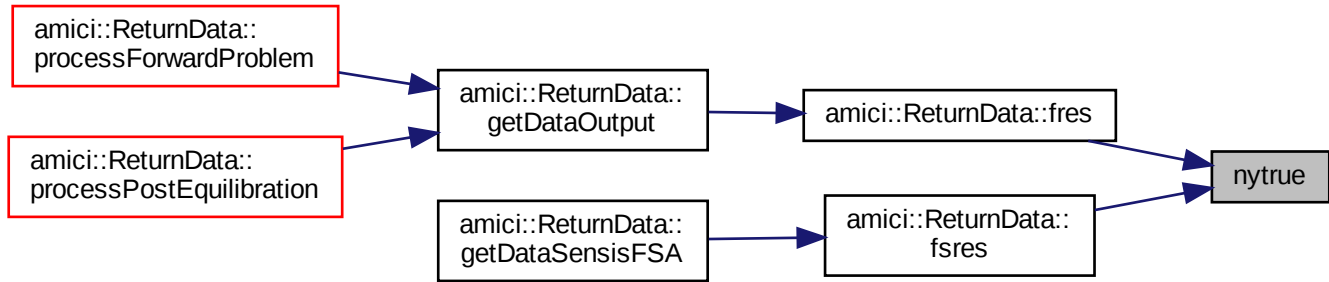 amici::ReturnData::
processForwardProblem
amici::ReturnData::
processPostEquilibration
amici::ReturnData::
getDataOutput
amici::ReturnData::
getDataSensisFSA
amici::ReturnData::fres
amici::ReturnData::
fsres
nytrue